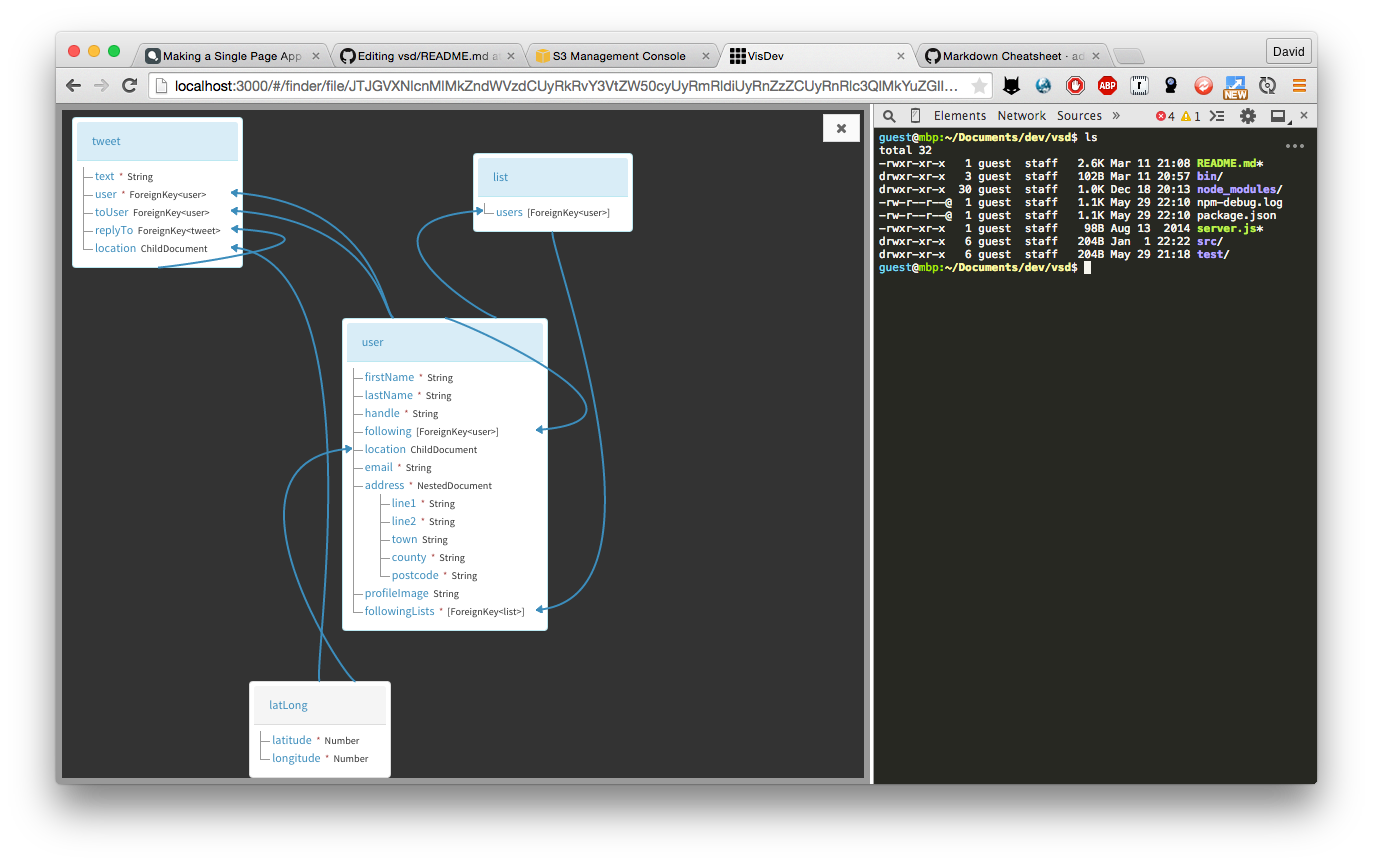 Making a Single Page App
Editing vsd/README.md at
S3 Management Console
VisDev
Markdown Cheatsheet · ad
David
Elements Network Sources » 4 1
tweet
text * String
user * ForeignKey<user>
toUser ForeignKey<user>
replyTo ForeignKey<tweet>
location ChildDocument
list
users [ForeignKey<user>]
user
firstName * String
lastName * String
handle * String
following [ForeignKey<user>]
location ChildDocument
email * String
address * NestedDocument
line1 * String
line2 * String
town String
county * String
postcode * String
profileImage String
followingLists * [ForeignKey<list>]
latLong
latitude * Number
longitude * Number
guest@mbp:~/Documents/dev/vsd$ ls
total 32
-rwxr-xr-x 1 guest staff 2.6K Mar 11 21:08 README.md*
drwxr-xr-x 3 guest staff 102B Mar 11 20:57 bin/
drwxr-xr-x 30 guest staff 1.0K Dec 18 20:13 node_modules/
-rw-r--r--@ 1 guest staff 1.1K May 29 22:10 npm-debug.log
-rw-r--r--@ 1 guest staff 1.1K May 29 22:10 package.json
-rwxr-xr-x 1 guest staff 98B Aug 13 2014 server.js*
drwxr-xr-x 6 guest staff 204B Jan 1 22:22 src/
drwxr-xr-x 6 guest staff 204B May 29 21:18 test/
guest@mbp:~/Documents/dev/vsd$
ABP
NEW